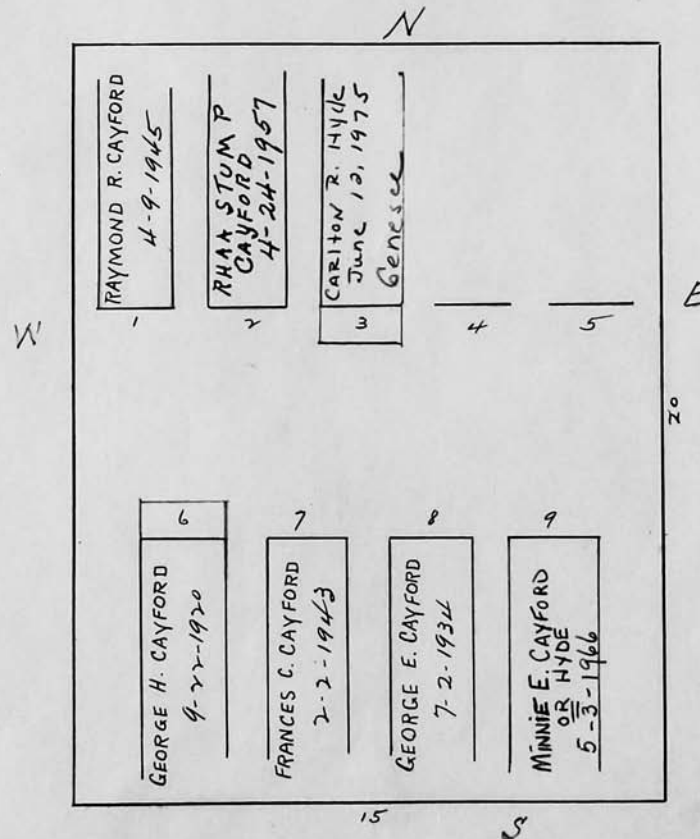 N
RAYMOND R. CAYFORD
4-9-1945
RHAA STUMP
CAYFORD
4-24-1957
CARlTON R. HYde
June 12, 1975
Genesee
1
2
3
4
5
W
E
20
6
7
8
9
GEORGE H. CAYFORD
9-22-1920
FRANCES C. CAYFORD
2-2-1943
GEORGE E. CAYFORD
7-2-1934
MINNIE E. CAYFORD
OR HYDE
5-3-1966
15
S